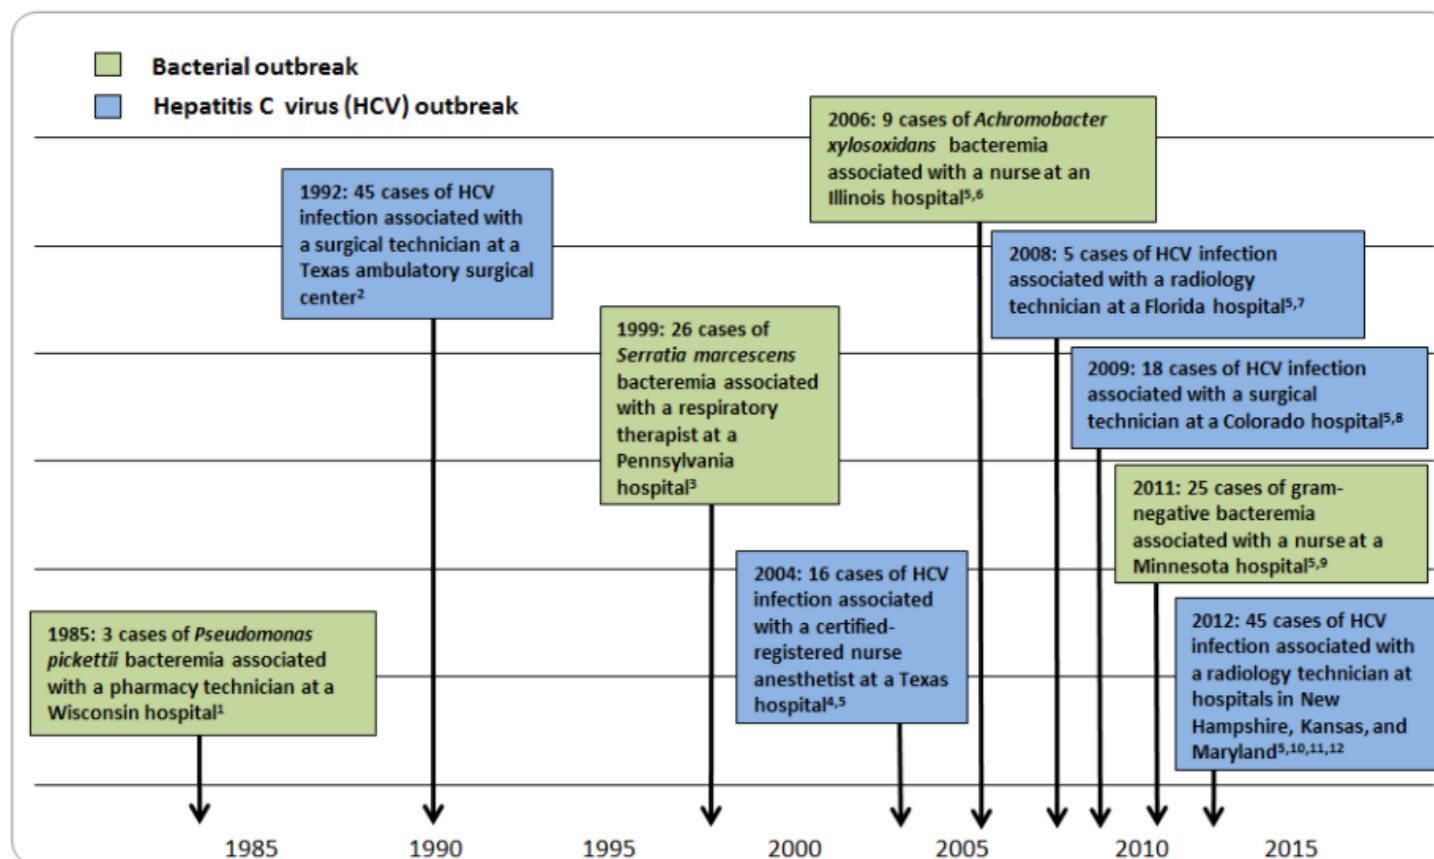 Bacterial outbreak
Hepatitis C virus (HCV) outbreak
2006: 9 cases of Achromobacter
xylosoxidans bacteremia
associated with a nurse at an
Illinois hospital5,6
1992: 45 cases of HCV
infection associated with
a surgical technician at a
Texas ambulatory surgical
center2
2008: 5 cases of HCV infection
associated with a radiology
technician at a Florida hospital5,7
1999: 26 cases of
Serratia marcescens
bacteremia associated
with a respiratory
therapist at a
Pennsylvania
hospital3
2009: 18 cases of HCV infection
associated with a surgical
technician at a Colorado hospital5,8
2011: 25 cases of gram-
negative bacteremia
associated with a nurse at a
Minnesota hospital5,9
2004: 16 cases of HCV
infection associated
with a certified-
registered nurse
anesthetist at a Texas
hospital4,5
1985: 3 cases of Pseudomonas
pickettii bacteremia associated
with a pharmacy technician at a
Wisconsin hospital1
2012: 45 cases of HCV
infection associated with
a radiology technician at
hospitals in New
Hampshire, Kansas, and
Maryland5,10,11,12
1985 1990 1995 2000 2005 2010 2015